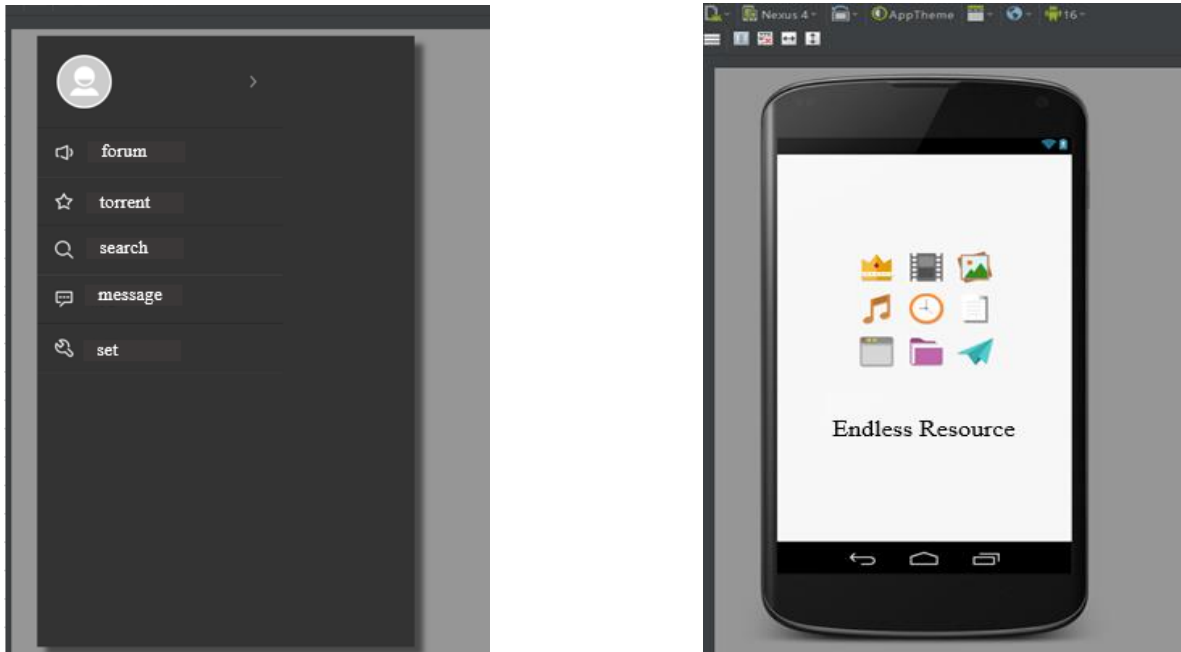 forum
torrent
search
message
set
Nexus 4
AppTheme
16
Endless Resource